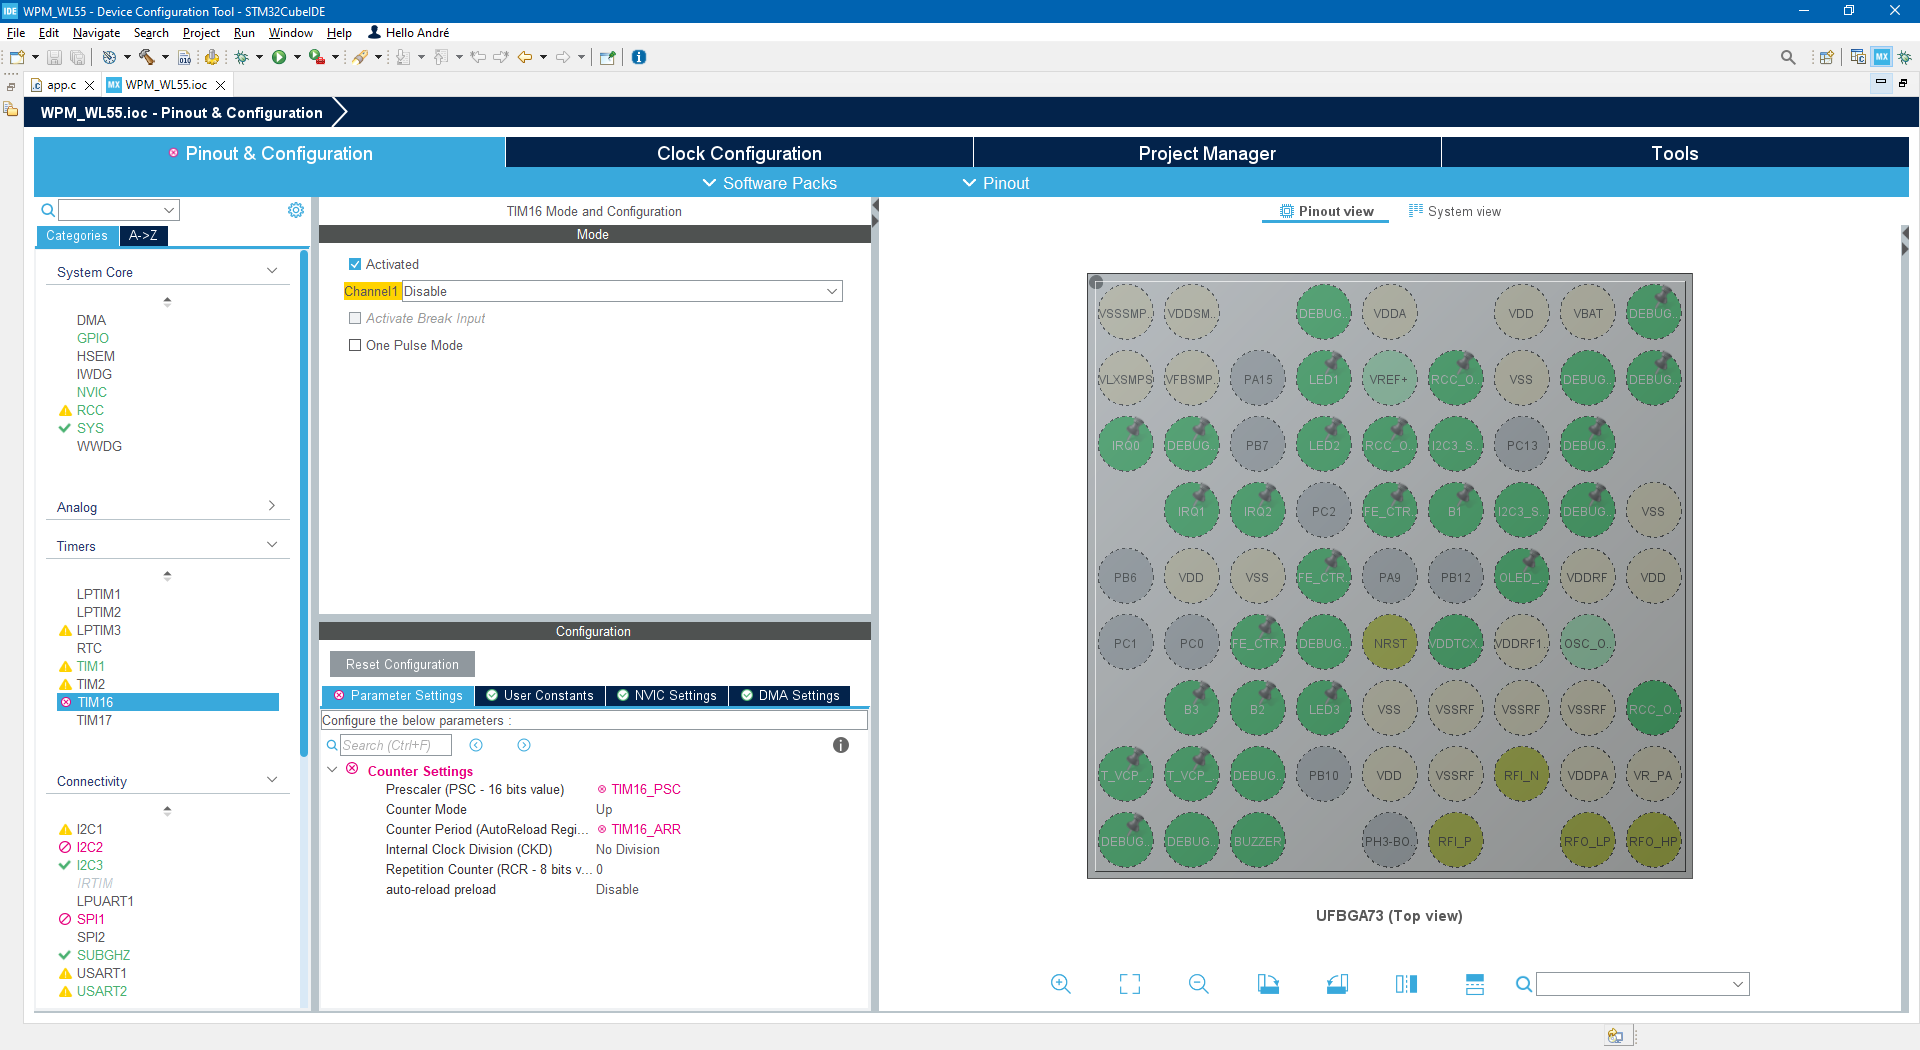 IDE WPM_WL55 - Device Configuration Tool - STM32CubeIDE
File Edit Navigate Search Project Run Window Help Hello André
app.c MX WPM_WL55.ioc
WPM_WL55.ioc - Pinout & Configuration
Pinout & Configuration Clock Configuration Project Manager Tools
Software Packs Pinout
TIM16 Mode and Configuration
Mode
Activated
Channel1 Disable
Activate Break Input
One Pulse Mode
Categories A->Z
System Core
DMA
GPIO
HSEM
IWDG
NVIC
RCC
SYS
WWDG
Analog
Timers
LPTIM1
LPTIM2
LPTIM3
RTC
TIM1
TIM2
TIM16
TIM17
Connectivity
I2C1
I2C2
I2C3
IRTIM
LPUART1
SPI1
SPI2
SUBGHZ
USART1
USART2
Configuration
Reset Configuration
Parameter Settings User Constants NVIC Settings DMA Settings
Configure the below parameters :
Search (Ctrl+F)
Counter Settings
Prescaler (PSC - 16 bits value) TIM16_PSC
Counter Mode Up
Counter Period (AutoReload Regi... TIM16_ARR
Internal Clock Division (CKD) No Division
Repetition Counter (RCR - 8 bits v... 0
auto-reload preload Disable
Pinout view System view
VSSSMP.. VDDSM.. DEBUG.. VDDA VDD VBAT DEBUG..
VLXSMPS VFBSMP.. PA15 LED1 VREF+ RCC_O.. VSS DEBUG.. DEBUG..
IRQ0 DEBUG.. PB7 LED2 RCC_O.. I2C3_S.. PC13 DEBUG..
IRQ1 IRQ2 PC2 FE_CTR.. B1 I2C3_S.. DEBUG.. VSS
PB6 VDD VSS FE_CTR.. PA9 PB12 OLED_.. VDDRF VDD
PC1 PC0 FE_CTR.. DEBUG.. NRST VDDTCX.. VDDRF1.. OSC_O..
B3 B2 LED3 VSS VSSRF VSSRF VSSRF RCC_O..
T_VCP_.. T_VCP_.. DEBUG.. PB10 VDD VSSRF RFI_N VDDPA VR_PA
DEBUG.. DEBUG.. BUZZER PH3-BO.. RFI_P RFO_LP RFO_HP
UFBGA73 (Top view)